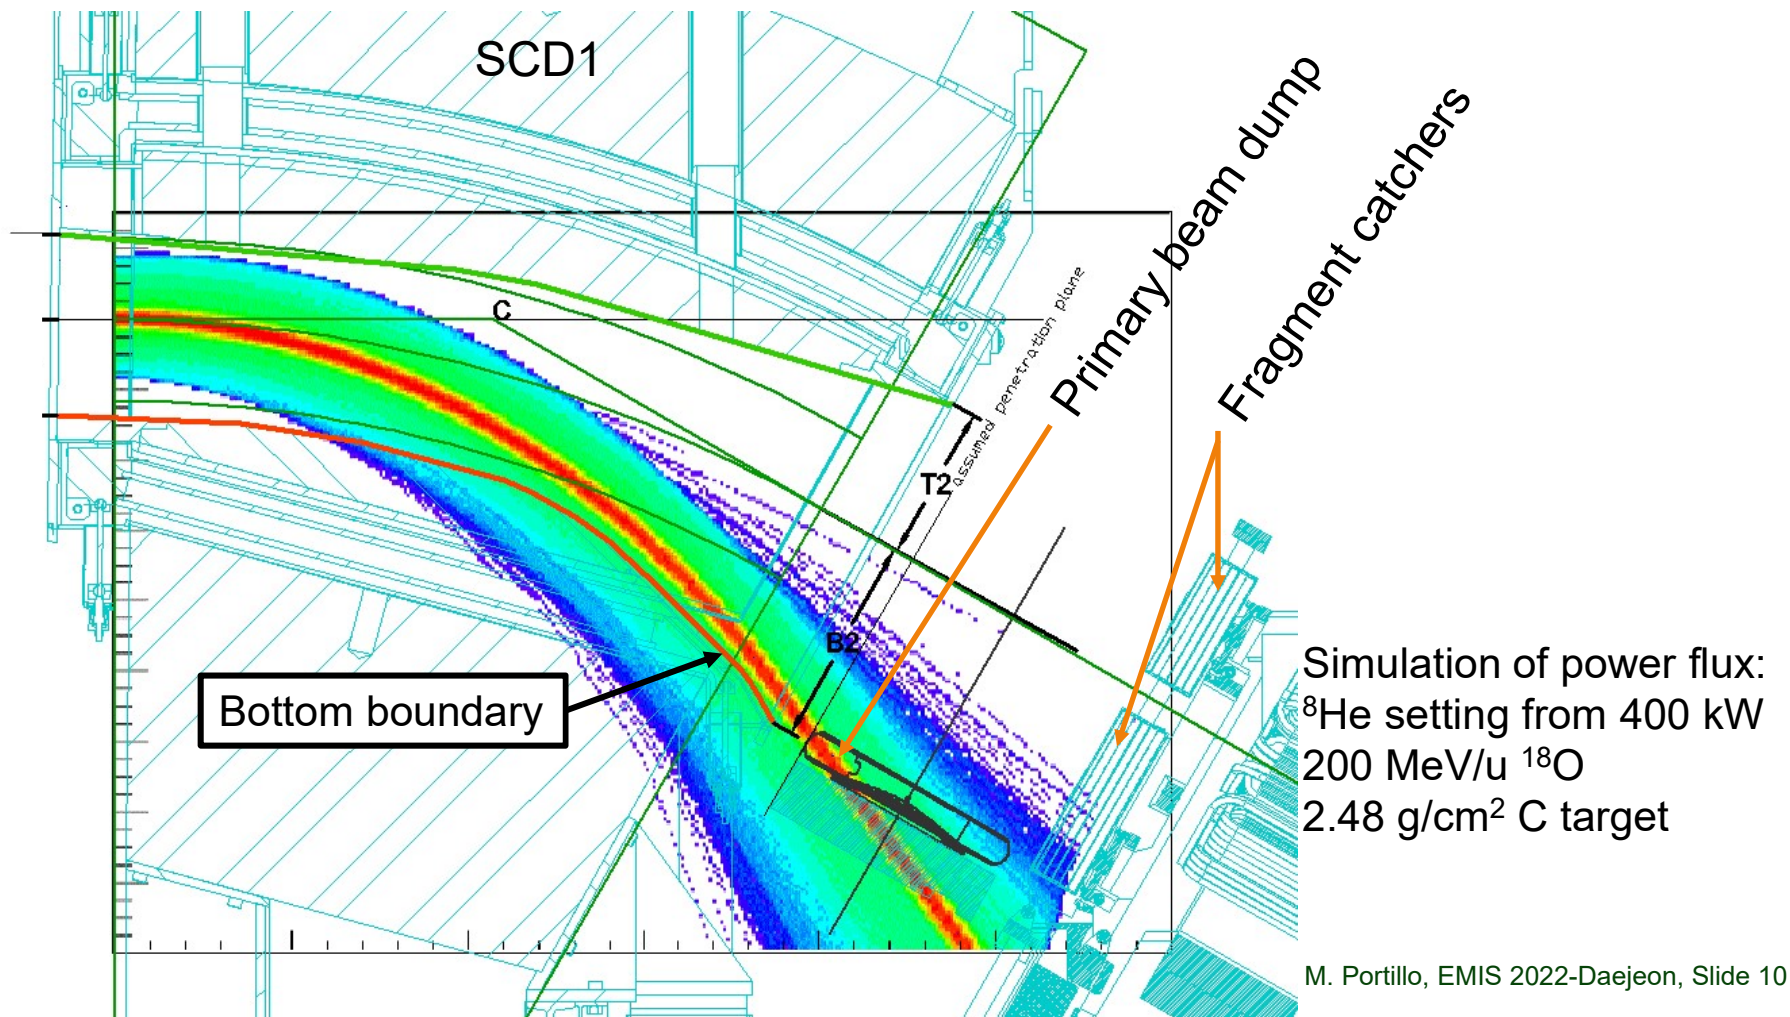 SCD1
Primary beam dump
Fragment catchers
C
assumed penetration plane
T2
B2
Bottom boundary
Simulation of power flux:
⁸He setting from 400 kW
200 MeV/u ¹⁸O
2.48 g/cm² C target
M. Portillo, EMIS 2022-Daejeon, Slide 10